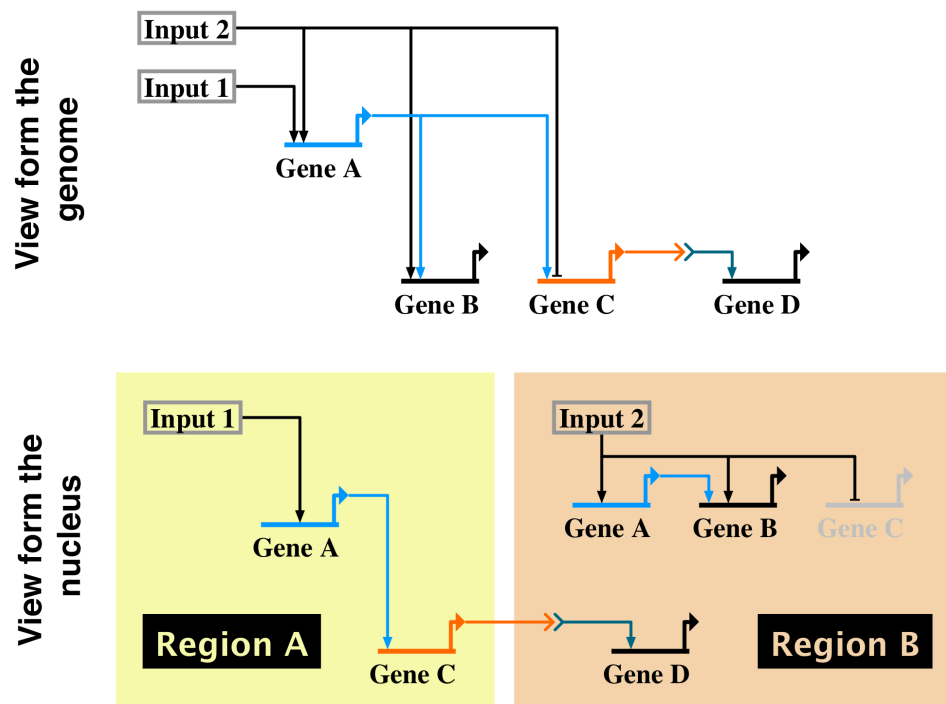 View form the
genome
Input 2
Input 1
Gene A
Gene B
Gene C
Gene D
View form the
nucleus
Input 1
Gene A
Gene C
Region A
Input 2
Gene A
Gene B
Gene C
Gene D
Region B